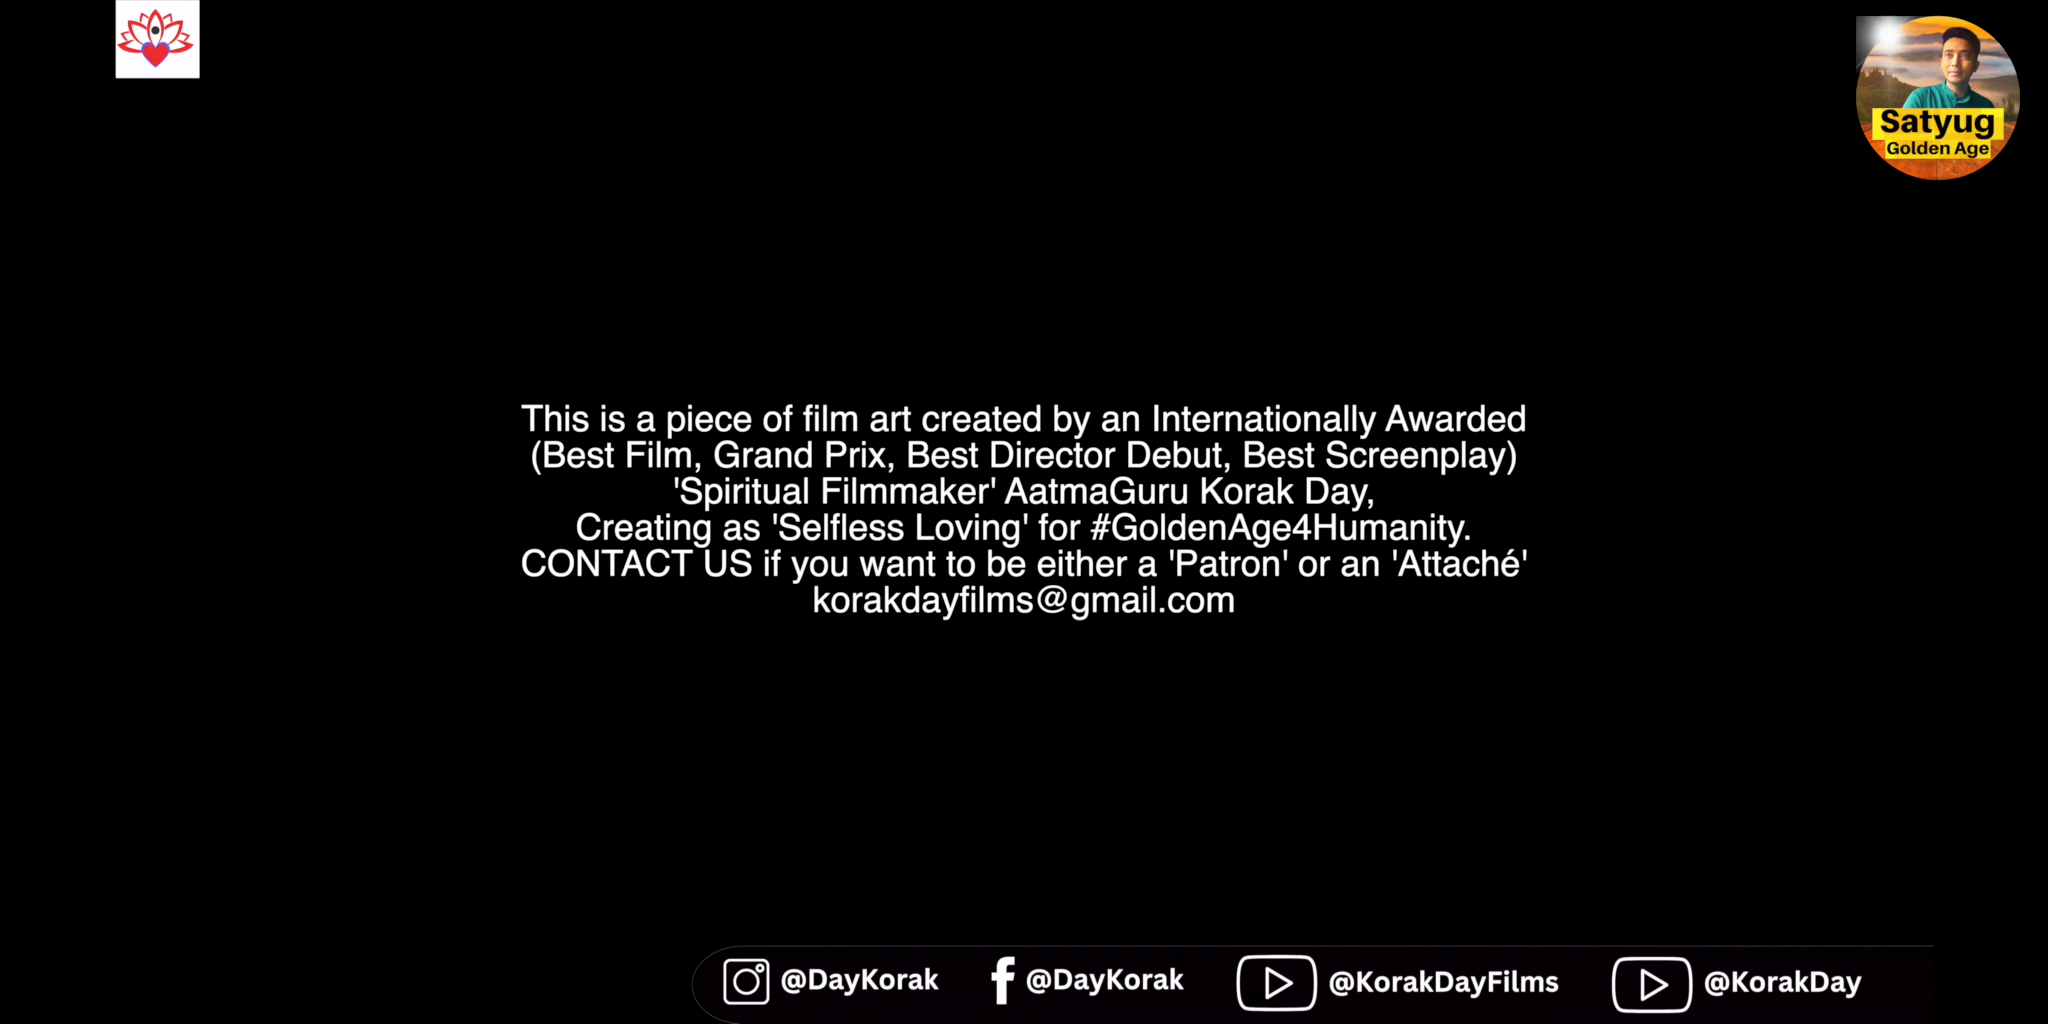 Satyug
Golden Age
This is a piece of film art created by an Internationally Awarded
(Best Film, Grand Prix, Best Director Debut, Best Screenplay)
'Spiritual Filmmaker' AatmaGuru Korak Day,
Creating as 'Selfless Loving' for #GoldenAge4Humanity.
CONTACT US if you want to be either a 'Patron' or an 'Attaché'
korakdayfilms@gmail.com
@DayKorak @DayKorak @KorakDayFilms @KorakDay